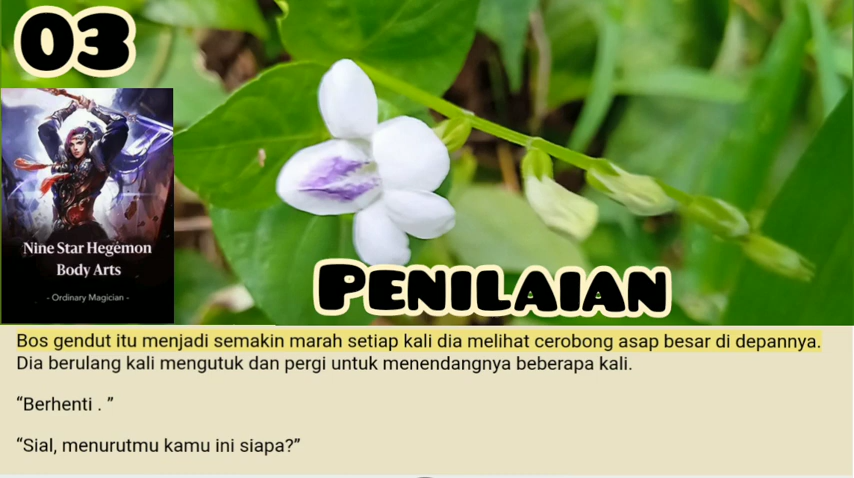 03
Nine Star Hegemon
Body Arts
- Ordinary Magician -
PENILAIAN
Bos gendut itu menjadi semakin marah setiap kali dia melihat cerobong asap besar di depannya.
Dia berulang kali mengutuk dan pergi untuk menendangnya beberapa kali.
“Berhenti . ”
“Sial, menurutmu kamu ini siapa?”